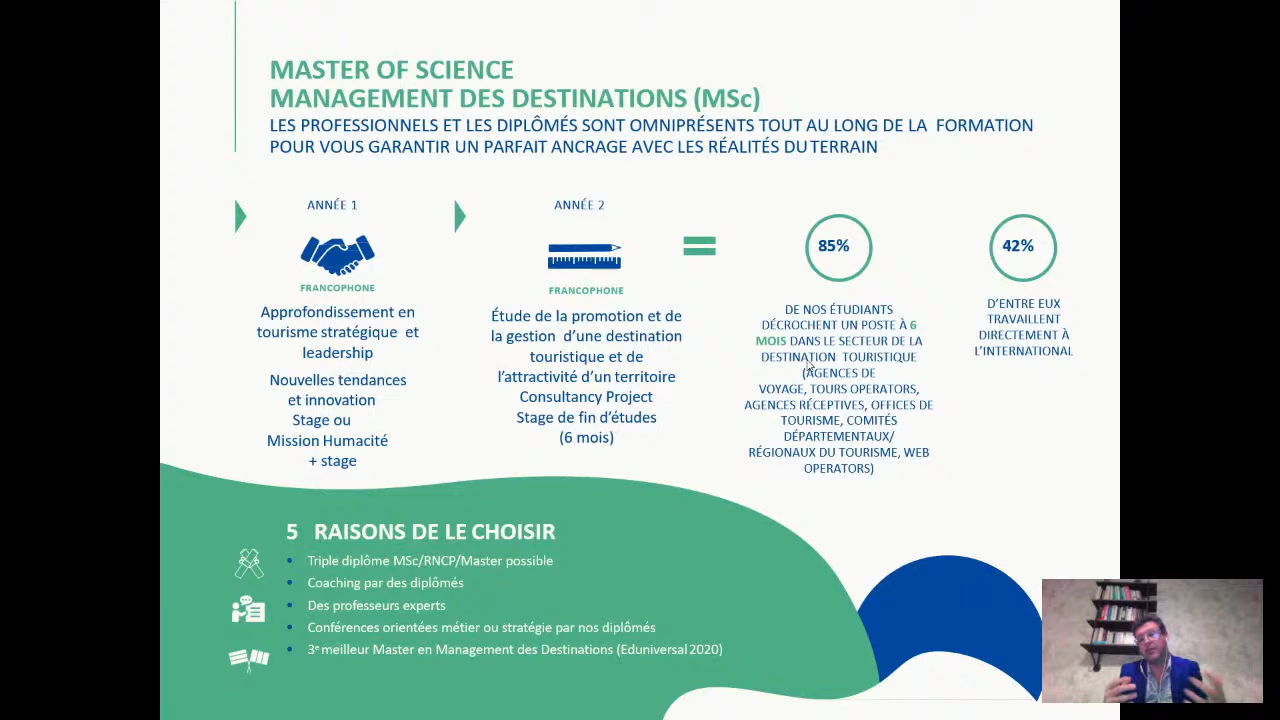 MASTER OF SCIENCE
MANAGEMENT DES DESTINATIONS (MSc)
LES PROFESSIONNELS ET LES DIPLÔMÉS SONT OMNIPRÉSENTS TOUT AU LONG DE LA FORMATION
POUR VOUS GARANTIR UN PARFAIT ANCRAGE AVEC LES RÉALITÉS DU TERRAIN
ANNÉE 1
FRANCOPHONE
Approfondissement en
tourisme stratégique et
leadership
Nouvelles tendances
et innovation
Stage ou
Mission Humacité
+ stage
ANNÉE 2
FRANCOPHONE
Étude de la promotion et de
la gestion d'une destination
touristique et de
l'attractivité d'un territoire
Consultancy Project
Stage de fin d'études
(6 mois)
85%
DE NOS ÉTUDIANTS
DÉCROCHENT UN POSTE À 6
MOIS DANS LE SECTEUR DE LA
DESTINATION TOURISTIQUE
(AGENCES DE
VOYAGE, TOURS OPERATORS,
AGENCES RÉCEPTIVES, OFFICES DE
TOURISME, COMITÉS
DÉPARTEMENTAUX/
RÉGIONAUX DU TOURISME, WEB
OPERATORS)
42%
D'ENTRE EUX
TRAVAILLENT
DIRECTEMENT À
L'INTERNATIONAL
5 RAISONS DE LE CHOISIR
• Triple diplôme MSc/RNCP/Master possible
• Coaching par des diplômés
• Des professeurs experts
• Conférences orientées métier ou stratégie par nos diplômés
• 3e meilleur Master en Management des Destinations (Eduniversal 2020)